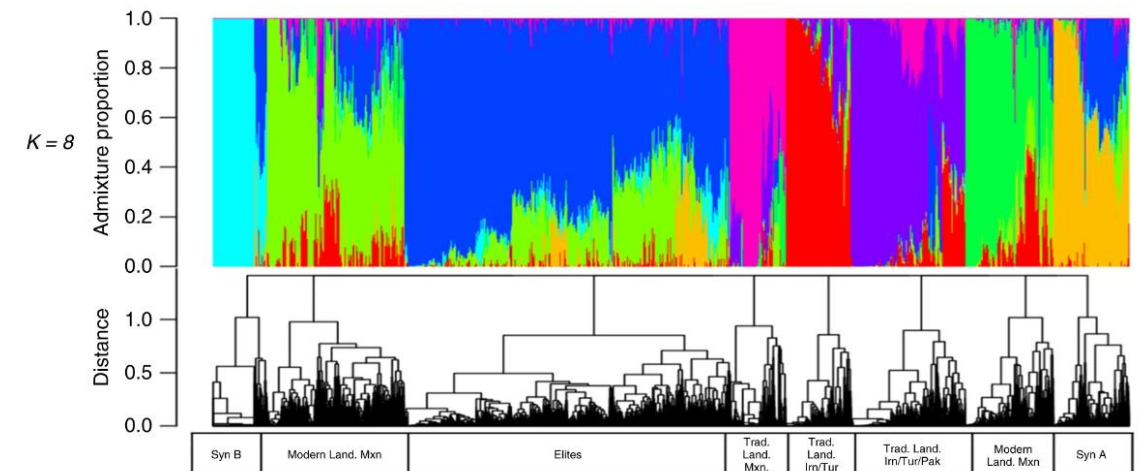 K = 8
Admixture proportion
1.0
0.8
0.6
0.4
0.2
0.0
Distance
1.0
0.5
0.0
Syn B
Modern Land. Mxn
Elites
Trad.
Land.
Mxn.
Trad.
Land.
Irn/Tur
Trad. Land.
Irn/Tur/Pak
Modern
Land. Mxn
Syn A